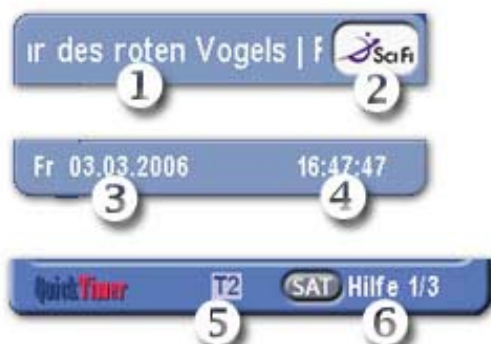 ır des roten Vogels | F SciFi
1 2
Fr 03.03.2006 16:47:47
3 4
QuickTimer T2 SAT Hilfe 1/3
5 6